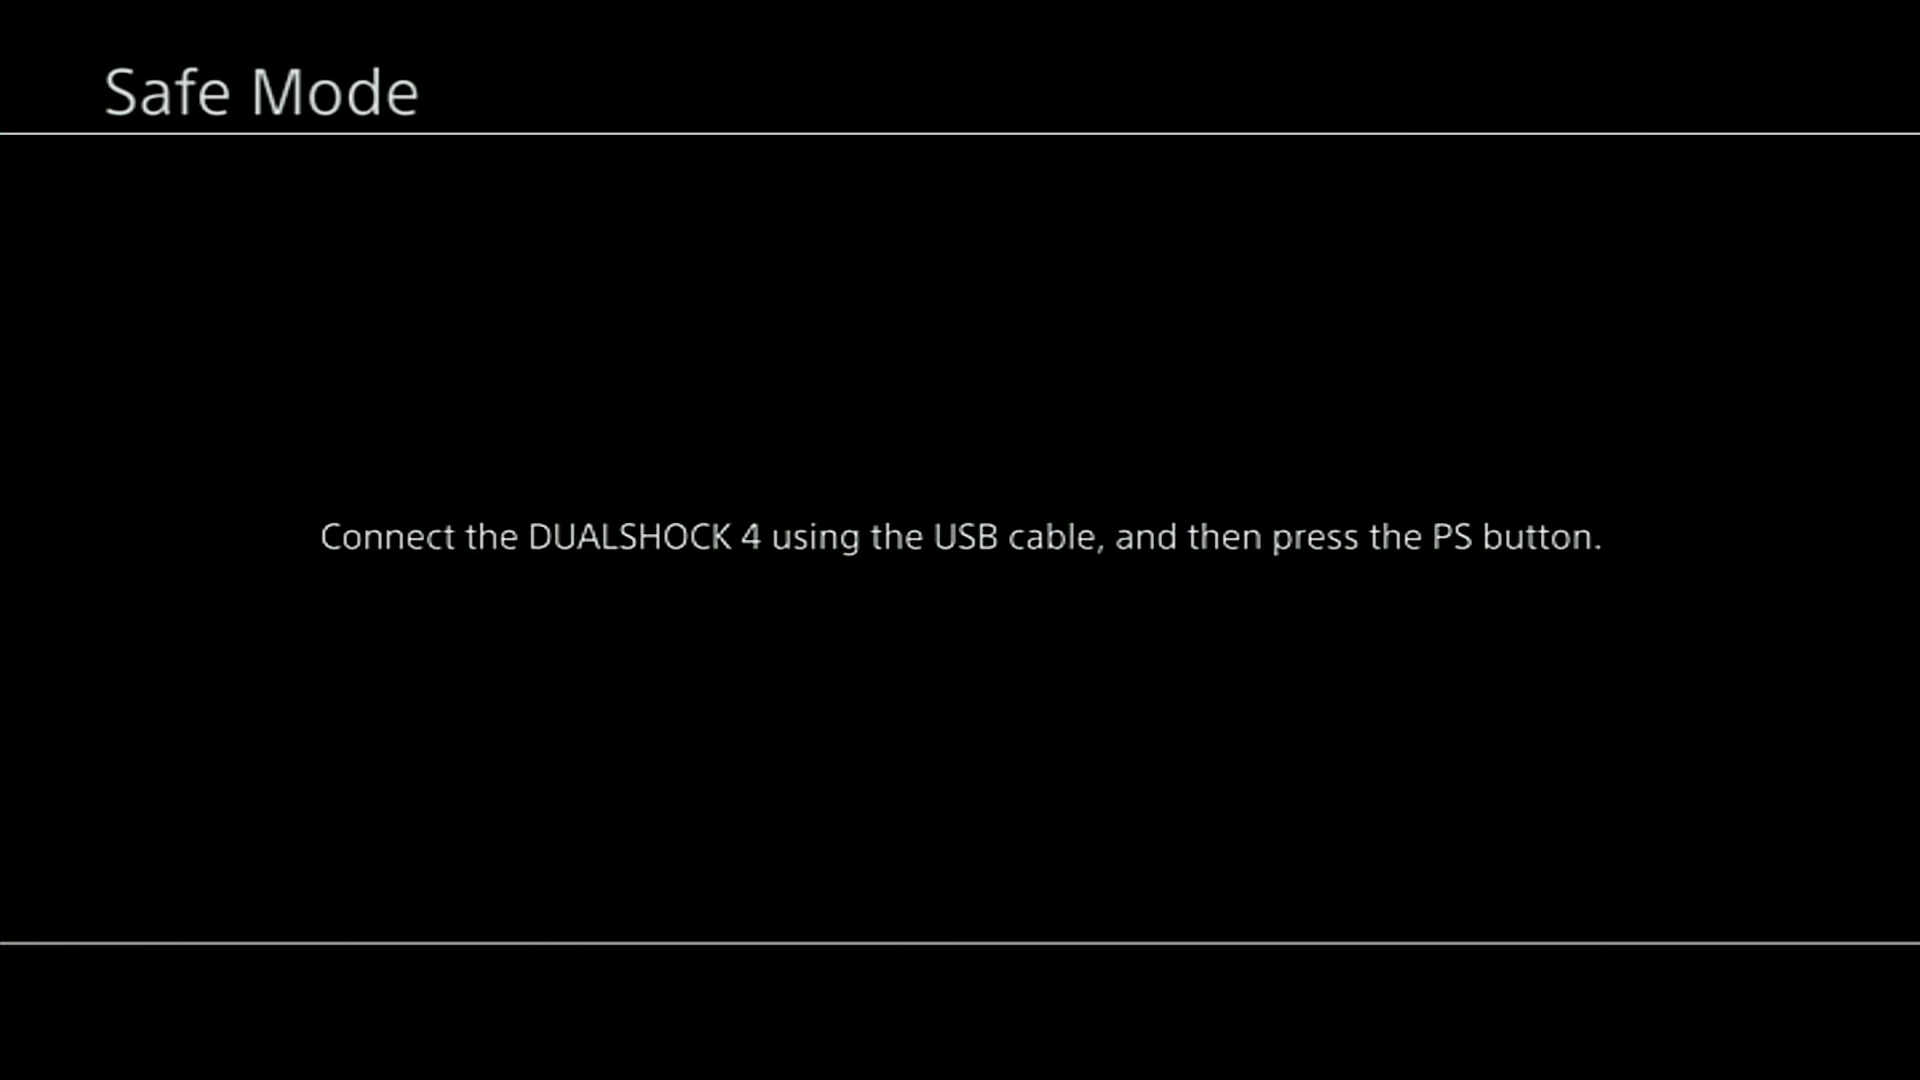 Safe Mode
Connect the DUALSHOCK 4 using the USB cable, and then press the PS button.